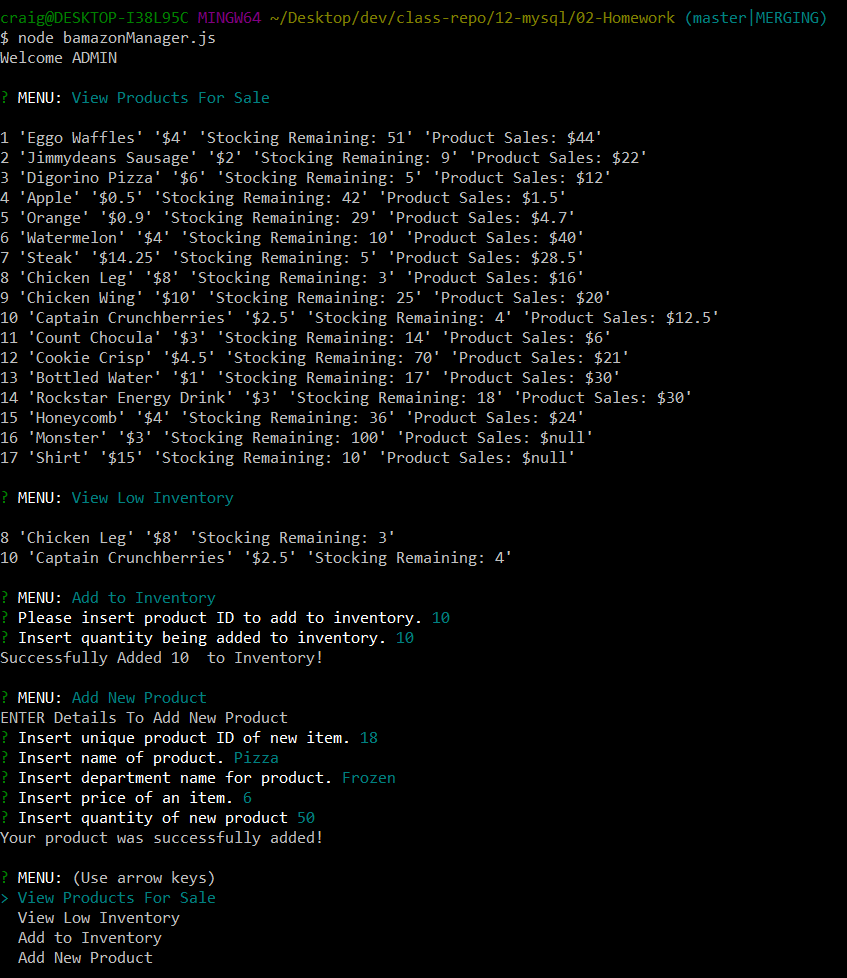 craig@DESKTOP-I38L95C MINGW64 ~/Desktop/dev/class-repo/12-mysql/02-Homework (master|MERGING)
$ node bamazonManager.js
Welcome ADMIN
? MENU: View Products For Sale
1 'Eggo Waffles' '$4' 'Stocking Remaining: 51' 'Product Sales: $44'
2 'Jimmydeans Sausage' '$2' 'Stocking Remaining: 9' 'Product Sales: $22'
3 'Digorino Pizza' '$6' 'Stocking Remaining: 5' 'Product Sales: $12'
4 'Apple' '$0.5' 'Stocking Remaining: 42' 'Product Sales: $1.5'
5 'Orange' '$0.9' 'Stocking Remaining: 29' 'Product Sales: $4.7'
6 'Watermelon' '$4' 'Stocking Remaining: 10' 'Product Sales: $40'
7 'Steak' '$14.25' 'Stocking Remaining: 5' 'Product Sales: $28.5'
8 'Chicken Leg' '$8' 'Stocking Remaining: 3' 'Product Sales: $16'
9 'Chicken Wing' '$10' 'Stocking Remaining: 25' 'Product Sales: $20'
10 'Captain Crunchberries' '$2.5' 'Stocking Remaining: 4' 'Product Sales: $12.5'
11 'Count Chocula' '$3' 'Stocking Remaining: 14' 'Product Sales: $6'
12 'Cookie Crisp' '$4.5' 'Stocking Remaining: 70' 'Product Sales: $21'
13 'Bottled Water' '$1' 'Stocking Remaining: 17' 'Product Sales: $30'
14 'Rockstar Energy Drink' '$3' 'Stocking Remaining: 18' 'Product Sales: $30'
15 'Honeycomb' '$4' 'Stocking Remaining: 36' 'Product Sales: $24'
16 'Monster' '$3' 'Stocking Remaining: 100' 'Product Sales: $null'
17 'Shirt' '$15' 'Stocking Remaining: 10' 'Product Sales: $null'
? MENU: View Low Inventory
8 'Chicken Leg' '$8' 'Stocking Remaining: 3'
10 'Captain Crunchberries' '$2.5' 'Stocking Remaining: 4'
? MENU: Add to Inventory
? Please insert product ID to add to inventory. 10
? Insert quantity being added to inventory. 10
Successfully Added 10  to Inventory!
? MENU: Add New Product
ENTER Details To Add New Product
? Insert unique product ID of new item. 18
? Insert name of product. Pizza
? Insert department name for product. Frozen
? Insert price of an item. 6
? Insert quantity of new product 50
Your product was successfully added!
? MENU: (Use arrow keys)
> View Products For Sale
View Low Inventory
Add to Inventory
Add New Product